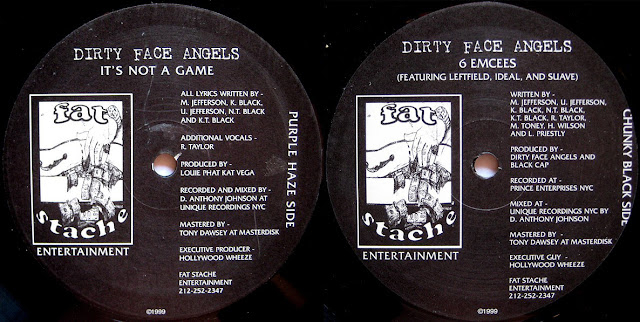 DIRTY FACE ANGELS
IT'S NOT A GAME
fat
stache
ENTERTAINMENT
ALL LYRICS WRITTEN BY -
M. JEFFERSON, K. BLACK,
U. JEFFERSON, N.T. BLACK
AND K.T. BLACK
ADDITIONAL VOCALS -
R. TAYLOR
PRODUCED BY -
LOUIE PHAT KAT VEGA
RECORDED AND MIXED BY -
D. ANTHONY JOHNSON AT
UNIQUE RECORDINGS NYC
MASTERED BY -
TONY DAWSEY AT MASTERDISK
EXECUTIVE PRODUCER -
HOLLYWOOD WHEEZE
FAT STACHE
ENTERTAINMENT
212-252-2347
PURPLE HAZE SIDE
©1999
DIRTY FACE ANGELS
6 EMCEES
(FEATURING LEFTFIELD, IDEAL, AND SUAVE)
fat
stache
ENTERTAINMENT
WRITTEN BY -
M. JEFFERSON, U. JEFFERSON,
K. BLACK, N.T. BLACK,
K.T. BLACK, R. TAYLOR,
M. TONEY, H. WILSON
AND L. PRIESTLY
PRODUCED BY -
DIRTY FACE ANGELS AND
BLACK CAP
RECORDED AT -
PRINCE ENTERPRISES NYC
MIXED AT -
UNIQUE RECORDINGS NYC BY
D. ANTHONY JOHNSON
MASTERED BY -
TONY DAWSEY AT MASTERDISK
EXECUTIVE GUY -
HOLLYWOOD WHEEZE
FAT STACHE
ENTERTAINMENT
212-252-2347
CHUNKY BLACK SIDE
©1999